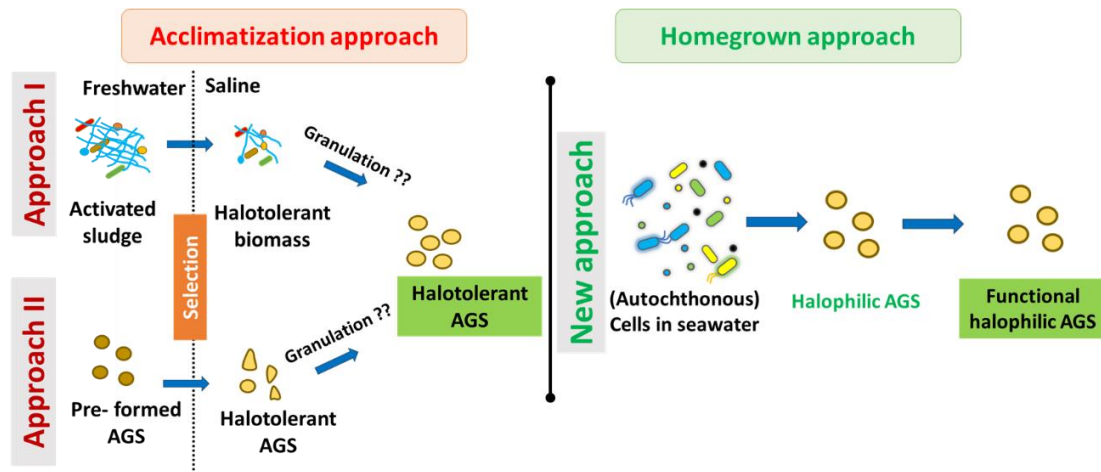 Acclimatization approach
Homegrown approach
Approach I
Freshwater
Saline
Granulation ??
Activated
sludge
Halotolerant
biomass
Selection
Halotolerant
AGS
Approach II
Granulation ??
Pre- formed
AGS
Halotolerant
AGS
New approach
(Autochthonous)
Cells in seawater
Halophilic AGS
Functional
halophilic AGS